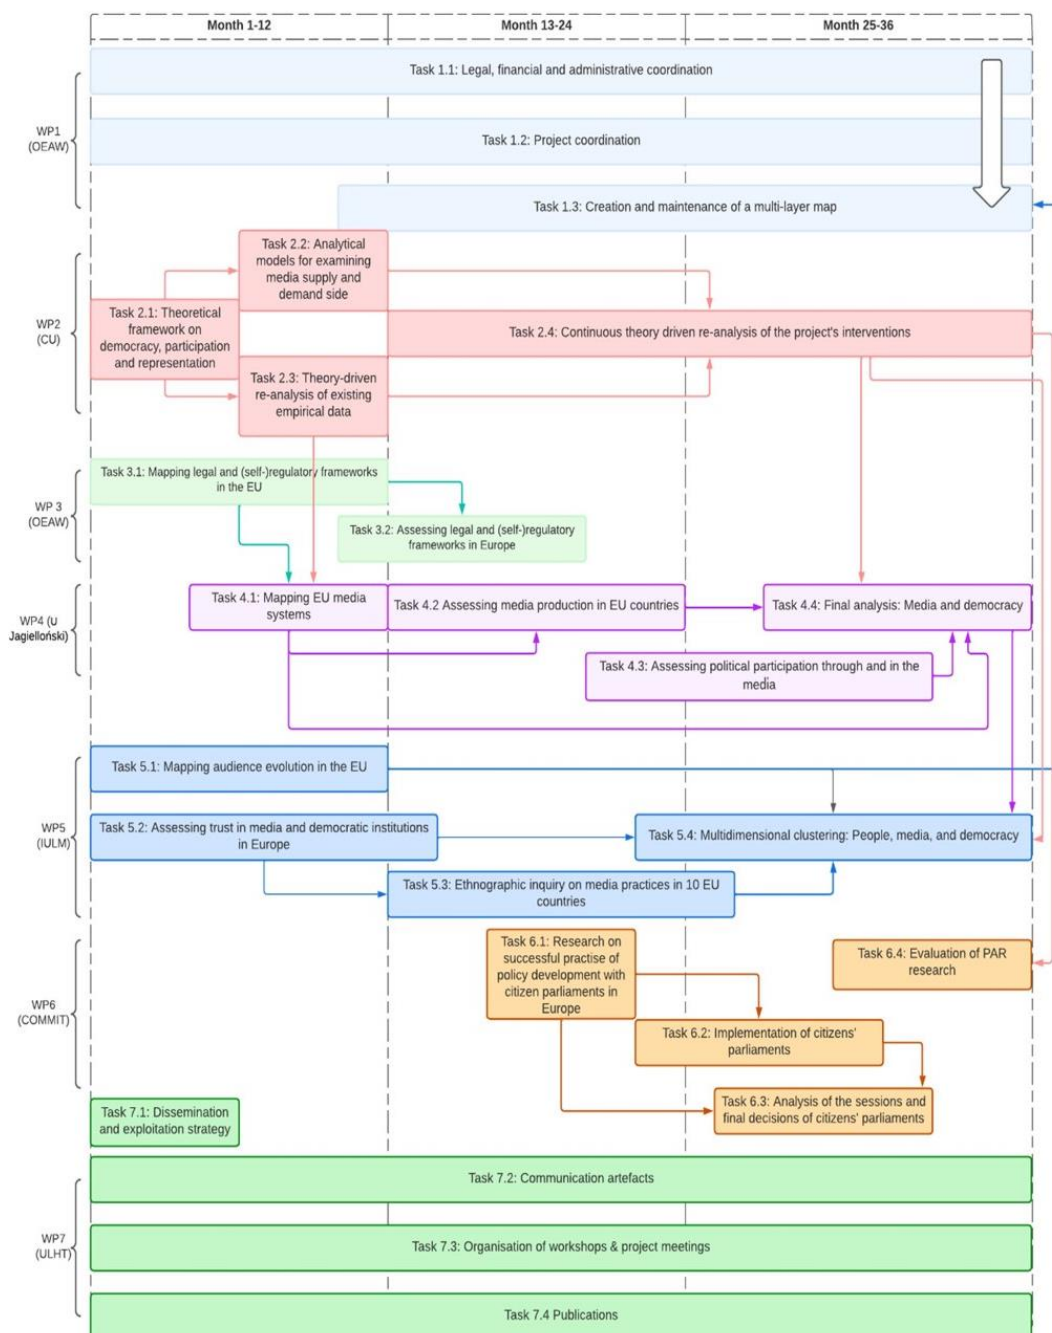 Month 1-12
Month 13-24
Month 25-36
Task 1.1: Legal, financial and administrative coordination
WP1
(OEAW)
Task 1.2: Project coordination
Task 1.3: Creation and maintenance of a multi-layer map
Task 2.2: Analytical
models for examining
media supply and
demand side
WP2
(CU)
Task 2.1: Theoretical
framework on
democracy, participation
and representation
Task 2.4: Continuous theory driven re-analysis of the project's interventions
Task 2.3: Theory-driven
re-analysis of existing
empirical data
WP 3
(OEAW)
Task 3.1: Mapping legal and (self-)regulatory frameworks
in the EU
Task 3.2: Assessing legal and (self-)regulatory
frameworks in Europe
WP4 (U
Jagielloński)
Task 4.1: Mapping EU media
systems
Task 4.2 Assessing media production in EU countries
Task 4.4: Final analysis: Media and democracy
Task 4.3: Assessing political participation through and in the
media
Task 5.1: Mapping audience evolution in the EU
WP5
(IULM)
Task 5.2: Assessing trust in media and democratic institutions
in Europe
Task 5.4: Multidimensional clustering: People, media, and democracy
Task 5.3: Ethnographic inquiry on media practices in 10 EU
countries
Task 6.1: Research on
successful practise of
policy development with
citizen parliaments in
Europe
Task 6.4: Evaluation of PAR
research
WP6
(COMMIT)
Task 6.2: Implementation of citizens'
parliaments
Task 6.3: Analysis of the sessions and
final decisions of citizens' parliaments
Task 7.1: Dissemination
and exploitation strategy
Task 7.2: Communication artefacts
WP7
(ULHT)
Task 7.3: Organisation of workshops & project meetings
Task 7.4 Publications